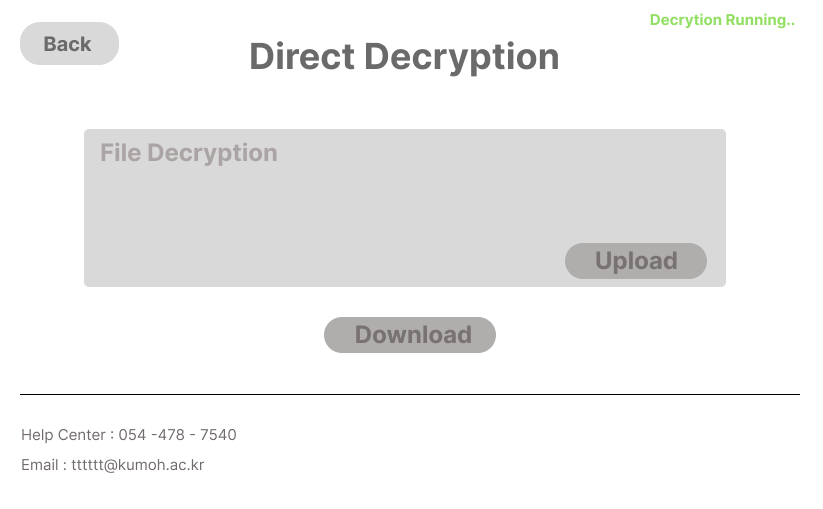 Decrytion Running..
Back
Direct Decryption
File Decryption
Upload
Download
Help Center : 054 -478 - 7540
Email : tttttt@kumoh.ac.kr